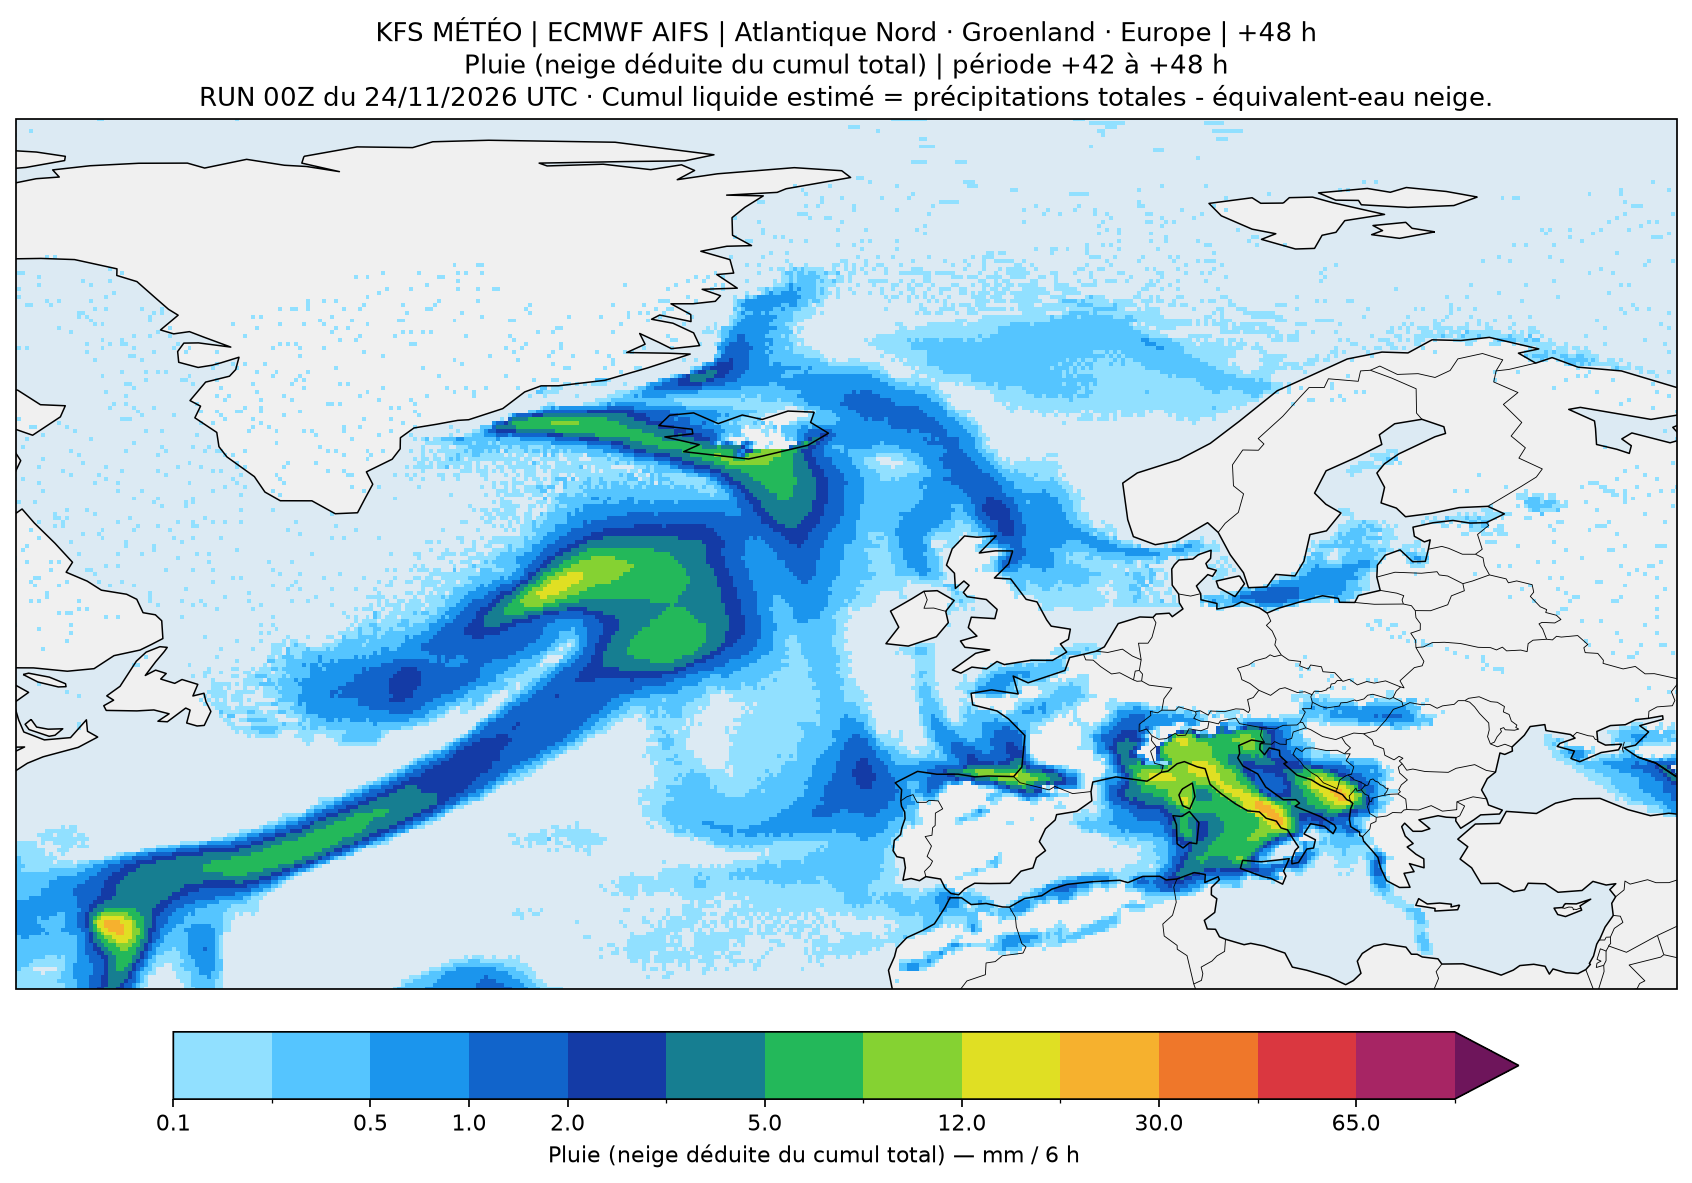 KFS MÉTÉO | ECMWF AIFS | Atlantique Nord · Groenland · Europe | +48 h
Pluie (neige déduite du cumul total) | période +42 à +48 h
RUN 00Z du 24/11/2026 UTC · Cumul liquide estimé = précipitations totales - équivalent-eau neige.
0.1 0.5 1.0 2.0 5.0 12.0 30.0 65.0
Pluie (neige déduite du cumul total) — mm / 6 h